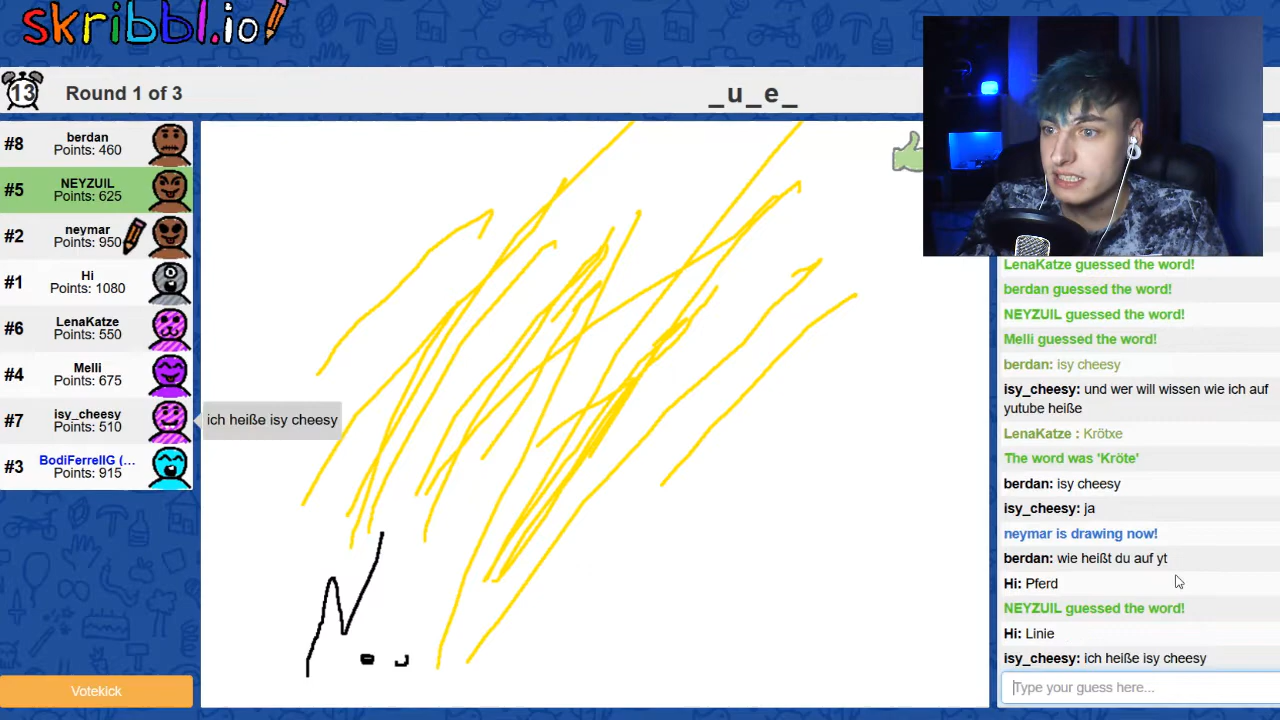 skribbl.io
13
Round 1 of 3
_u_e_
#8
berdan
Points: 460
#5
NEYZUIL
Points: 625
#2
neymar
Points: 950
#1
Hi
Points: 1080
#6
LenaKatze
Points: 550
#4
Melli
Points: 675
#7
isy_cheesy
Points: 510
ich heiße isy cheesy
#3
BodiFerrellG (...
Points: 915
Votekick
LenaKatze guessed the word!
berdan guessed the word!
NEYZUIL guessed the word!
Melli guessed the word!
berdan: isy cheesy
isy_cheesy: und wer will wissen wie ich auf
yutube heiße
LenaKatze : Krötxe
The word was 'Kröte'
berdan: isy cheesy
isy_cheesy: ja
neymar is drawing now!
berdan: wie heißt du auf yt
Hi: Pferd
NEYZUIL guessed the word!
Hi: Linie
isy_cheesy: ich heiße isy cheesy
Type your guess here...